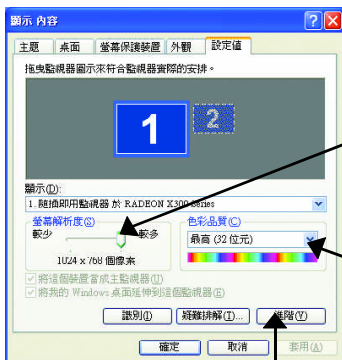 顯示 內容
主題 桌面 螢幕保護裝置 外觀 設定值
拖曳監視器圖示來符合監視器實際的安排。
1 2
顯示(D):
1. 隨插即用監視器 於 RADEON X300 Series
螢幕解析度(S)
較少 較多
1024 x 768 個像素
色彩品質(C)
最高 (32 位元)
將這個裝置當成主監視器(U)
將我的 Windows 桌面延伸到這個監視器(E)
識別(I) 疑難排解(T)... 進階(V)
確定 取消 套用(A)